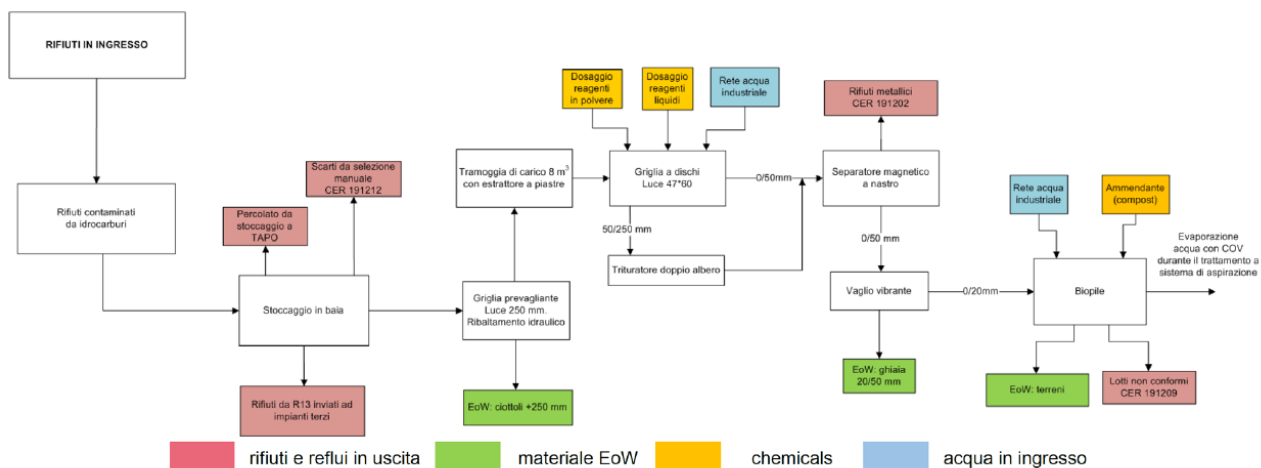 RIFIUTI IN INGRESSO
Rifiuti contaminati
da idrocarburi
Scarti da selezione
manuale
CER 191212
Percolato da
stoccaggio a
TAPO
Stoccaggio in baia
Rifiuti da R13 inviati ad
impianti terzi
Tramoggia di carico 8 m³
con estrattore a piastre
Griglia prevagliante
Luce 250 mm.
Ribaltamento idraulico
EoW: ciottoli +250 mm
Dosaggio
reagenti
in polvere
Dosaggio
reagenti
liquidi
Rete acqua
industriale
Griglia a dischi
Luce 47*60
0/50mm
50/250 mm
Trituratore doppio albero
Rifiuti metallici
CER 191202
Separatore magnetico
a nastro
0/50 mm
Vaglio vibrante
0/20mm
EoW: ghiaia
20/50 mm
Rete acqua
industriale
Ammendante
(compost)
Biopile
Evaporazione
acqua con COV
durante il trattamento a
sistema di aspirazione
EoW: terreni
Lotti non conformi
CER 191209
rifiuti e reflui in uscita
materiale EoW
chemicals
acqua in ingresso